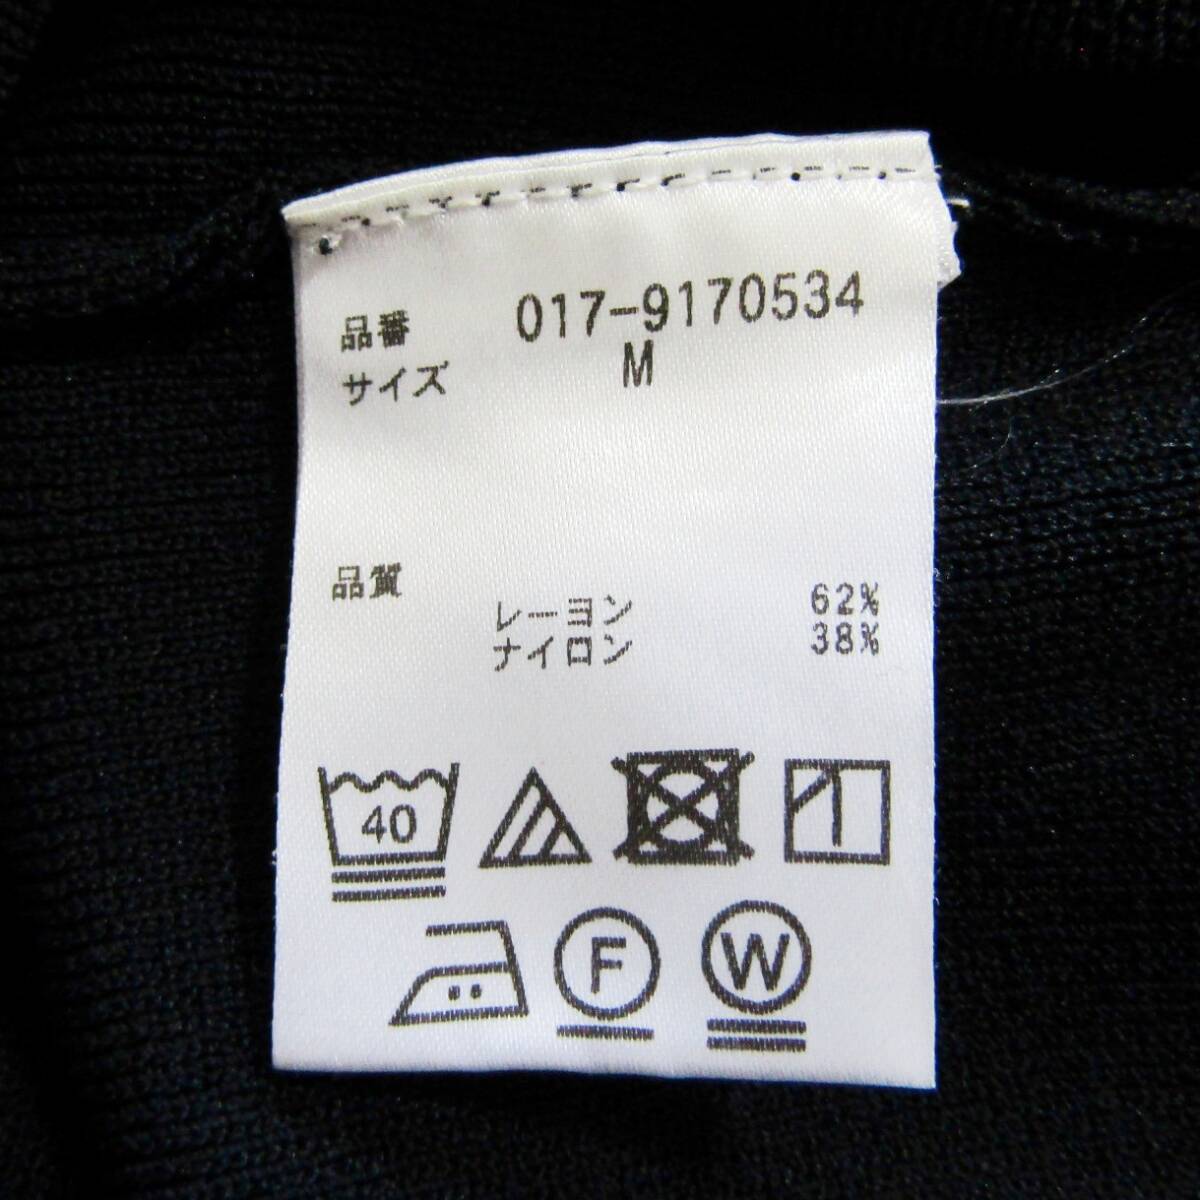 品番 017-9170534
サイズ M
品質
レーヨン 62%
ナイロン 38%
40
F W